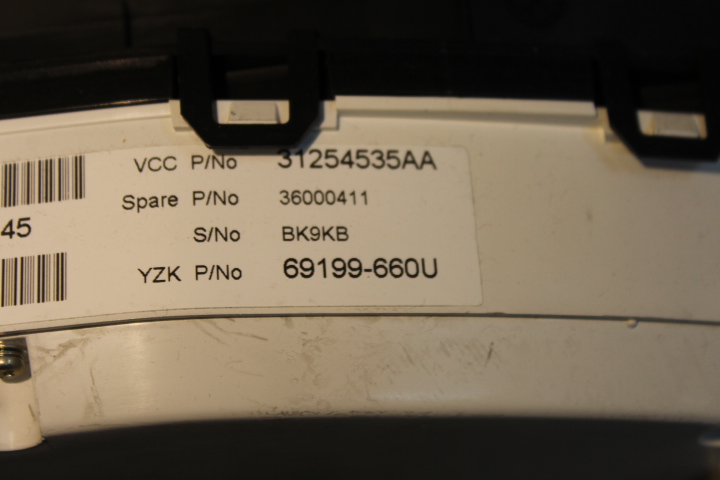 VCC P/No 31254535AA
Spare P/No 36000411
45
S/No BK9KB
YZK P/No 69199-660U